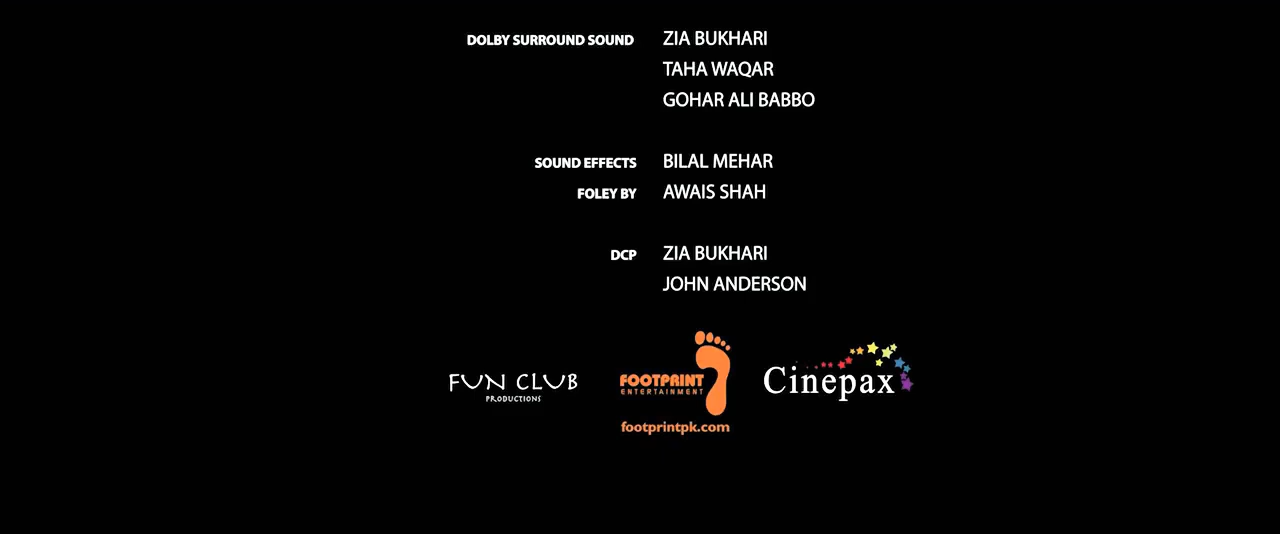 DOLBY SURROUND SOUND ZIA BUKHARI
TAHA WAQAR
GOHAR ALI BABBO
SOUND EFFECTS BILAL MEHAR
FOLEY BY AWAIS SHAH
DCP ZIA BUKHARI
JOHN ANDERSON
FUN CLUB
PRODUCTIONS
FOOTPRINT
ENTERTAINMENT
footprintpk.com
Cinepax